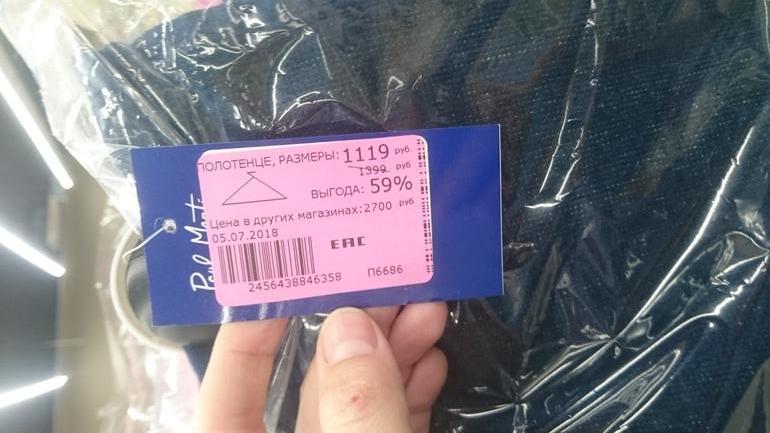 ПОЛОТЕНЦЕ, РАЗМЕРЫ: 1119 руб.
1399 руб
ВЫГОДА: 59%
Цена в других магазинах: 2700 руб
05.07.2018
EAC
2456438846358 П6686
Paul